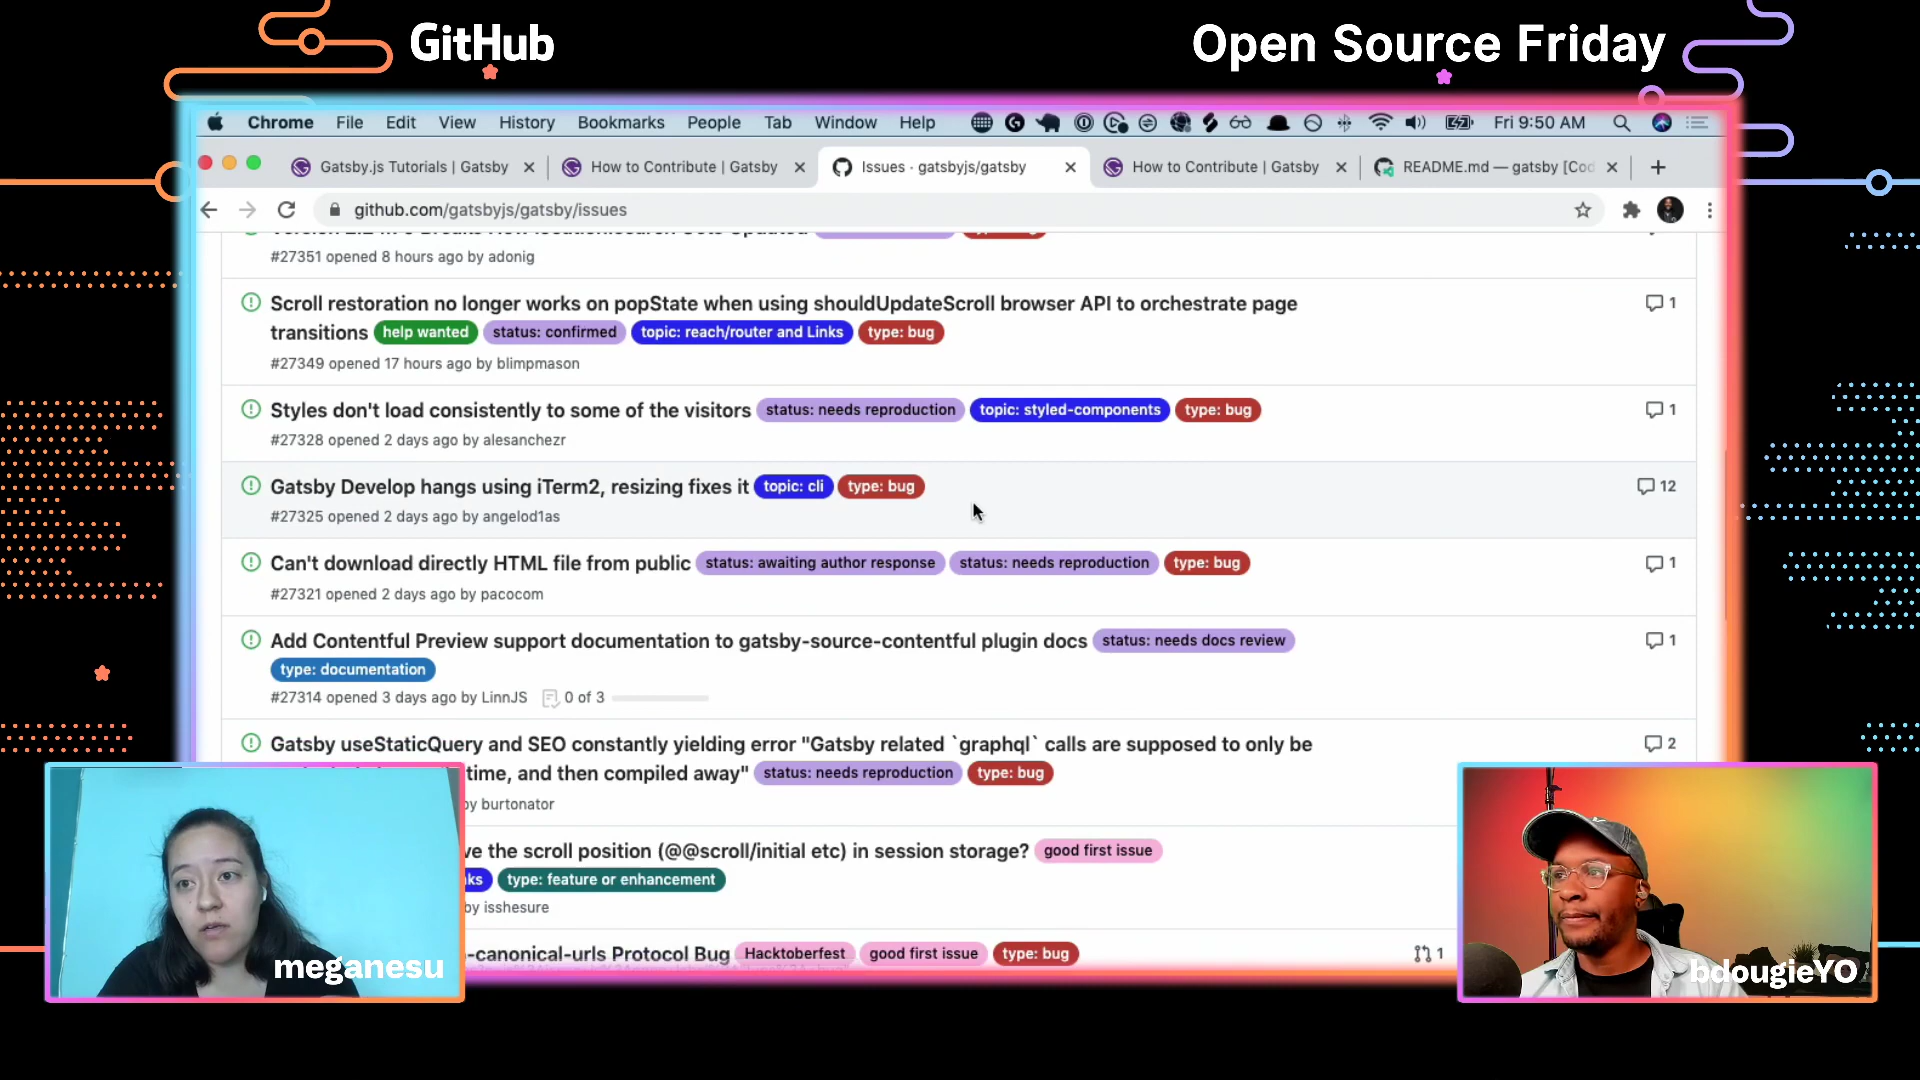 GitHub
Open Source Friday
Chrome File Edit View History Bookmarks People Tab Window Help Fri 9:50 AM
Gatsby.js Tutorials | Gatsby
How to Contribute | Gatsby
Issues · gatsbyjs/gatsby
How to Contribute | Gatsby
README.md — gatsby [Cod
github.com/gatsbyjs/gatsby/issues
#27351 opened 8 hours ago by adonig
Scroll restoration no longer works on popState when using shouldUpdateScroll browser API to orchestrate page 1
transitions help wanted status: confirmed topic: reach/router and Links type: bug
#27349 opened 17 hours ago by blimpmason
Styles don't load consistently to some of the visitors status: needs reproduction topic: styled-components type: bug 1
#27328 opened 2 days ago by alesanchezr
Gatsby Develop hangs using iTerm2, resizing fixes it topic: cli type: bug 12
#27325 opened 2 days ago by angelod1as
Can't download directly HTML file from public status: awaiting author response status: needs reproduction type: bug 1
#27321 opened 2 days ago by pacocom
Add Contentful Preview support documentation to gatsby-source-contentful plugin docs status: needs docs review 1
type: documentation
#27314 opened 3 days ago by LinnJS 0 of 3
Gatsby useStaticQuery and SEO constantly yielding error "Gatsby related `graphql` calls are supposed to only be 2
time, and then compiled away" status: needs reproduction type: bug
by burtonator
ve the scroll position (@@scroll/initial etc) in session storage? good first issue
ks type: feature or enhancement
by isshesure
-canonical-urls Protocol Bug Hacktoberfest good first issue type: bug 1
meganesu
bdougieYO